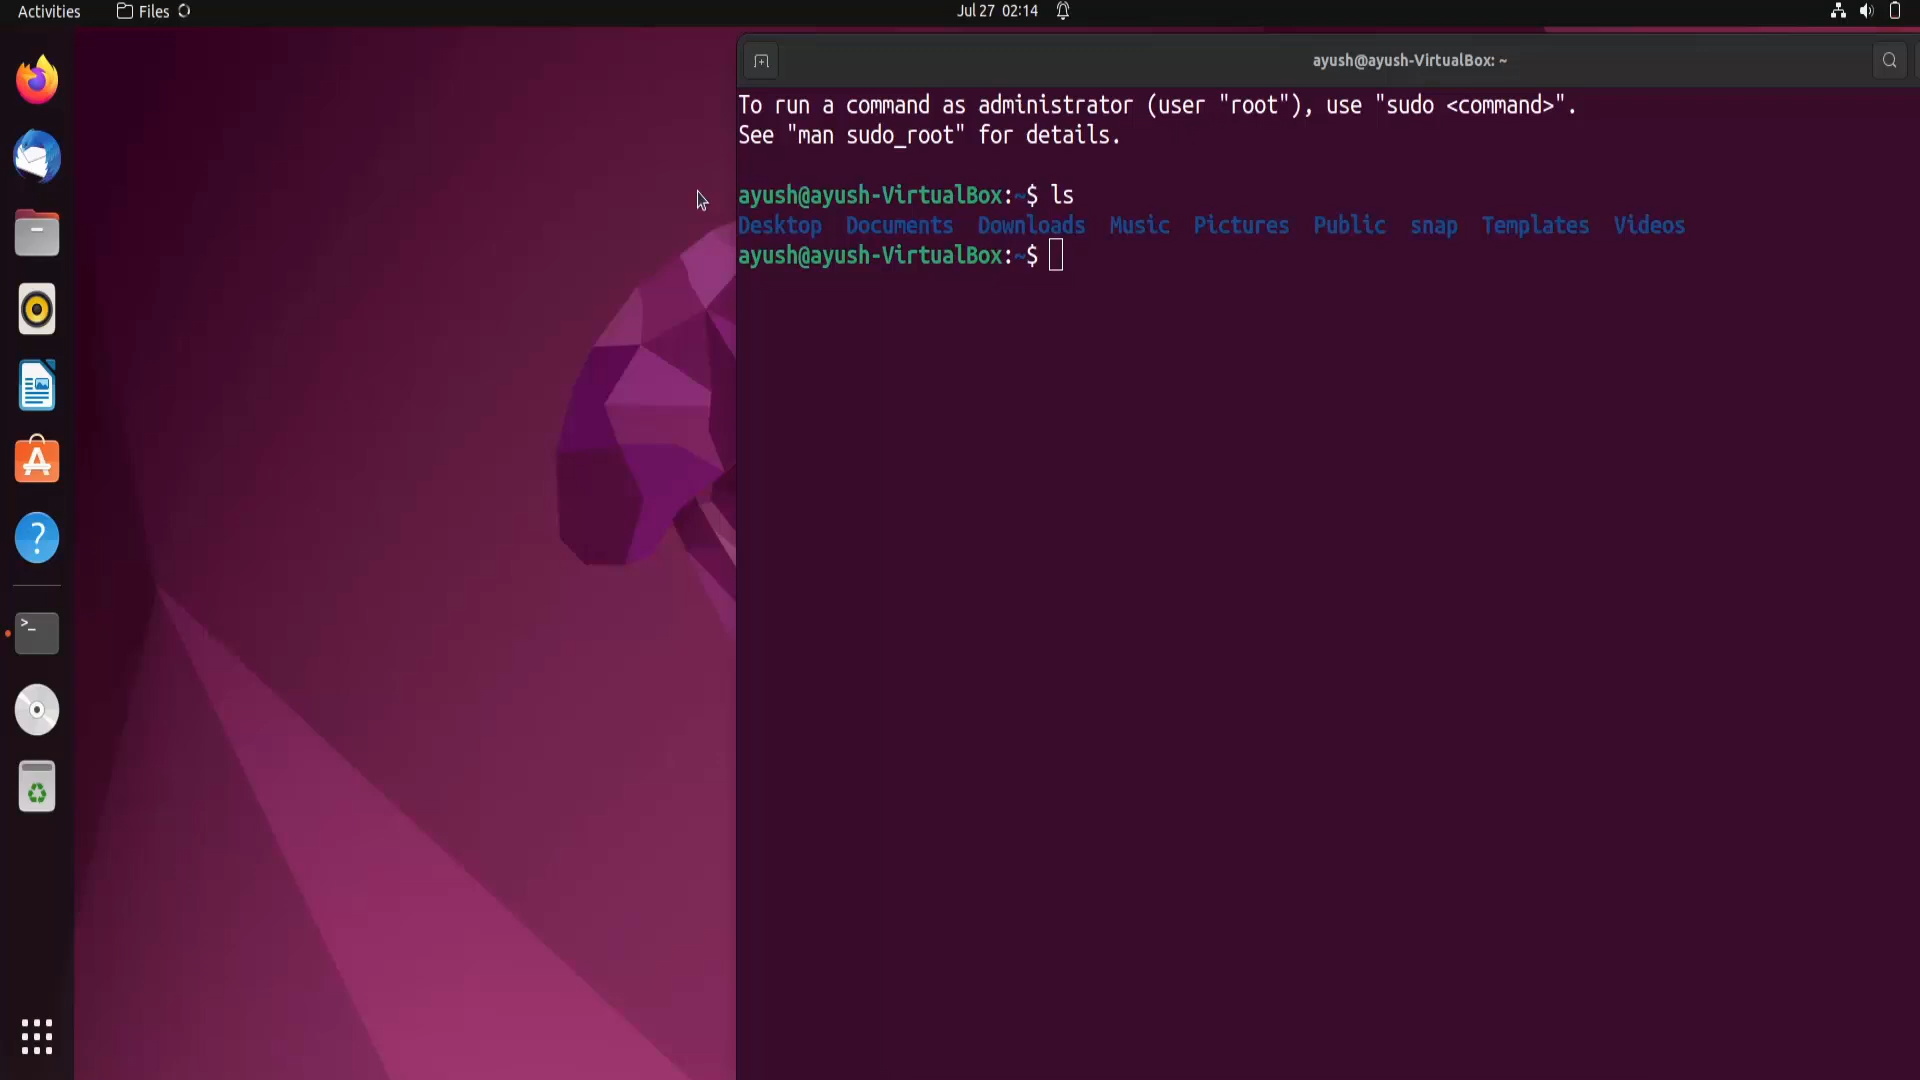 Activities Files Jul 27 02:14
ayush@ayush-VirtualBox: ~
To run a command as administrator (user "root"), use "sudo <command>".
See "man sudo_root" for details.
ayush@ayush-VirtualBox:~$ ls
Desktop Documents Downloads Music Pictures Public snap Templates Videos
ayush@ayush-VirtualBox:~$